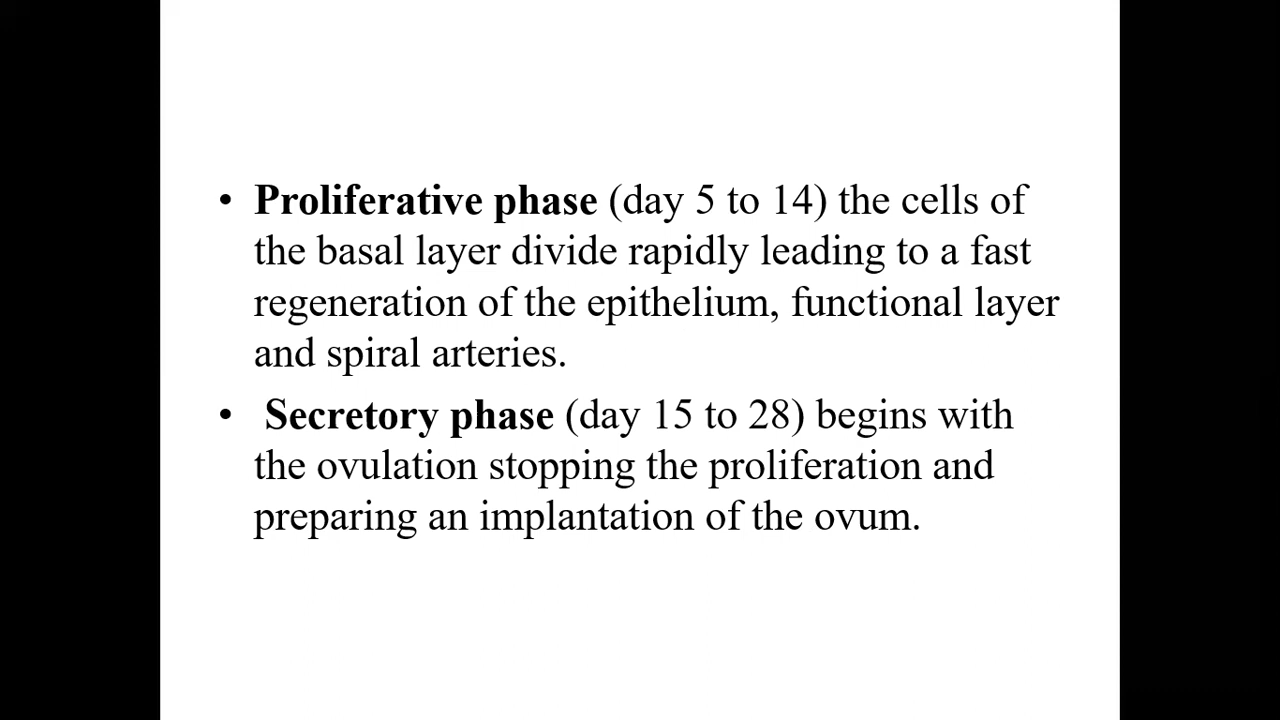 • Proliferative phase (day 5 to 14) the cells of
the basal layer divide rapidly leading to a fast
regeneration of the epithelium, functional layer
and spiral arteries.
• Secretory phase (day 15 to 28) begins with
the ovulation stopping the proliferation and
preparing an implantation of the ovum.